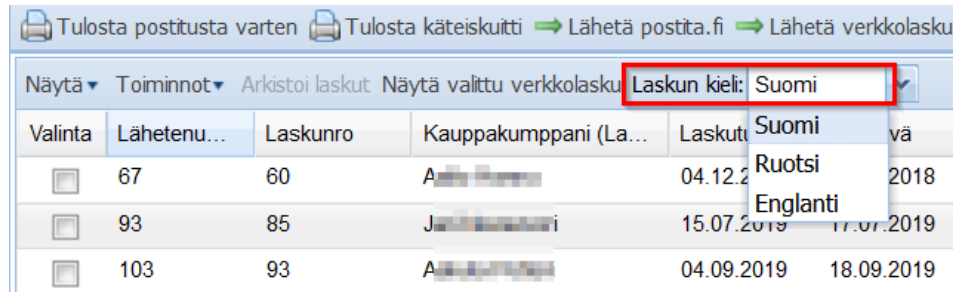 Tulosta postitusta varten Tulosta käteiskuitti Lähetä postita.fi Lähetä verkkolasku
Näytä Toiminnot Arkistoi laskut Näytä valittu verkkolasku Laskun kieli: Suomi
Valinta Lähetenu... Laskunro Kauppakumppani (La... Laskutu vä
Suomi
Ruotsi
Englanti
67 60 04.12.2 2018
93 85 15.07.2019 17.07.2019
103 93 04.09.2019 18.09.2019